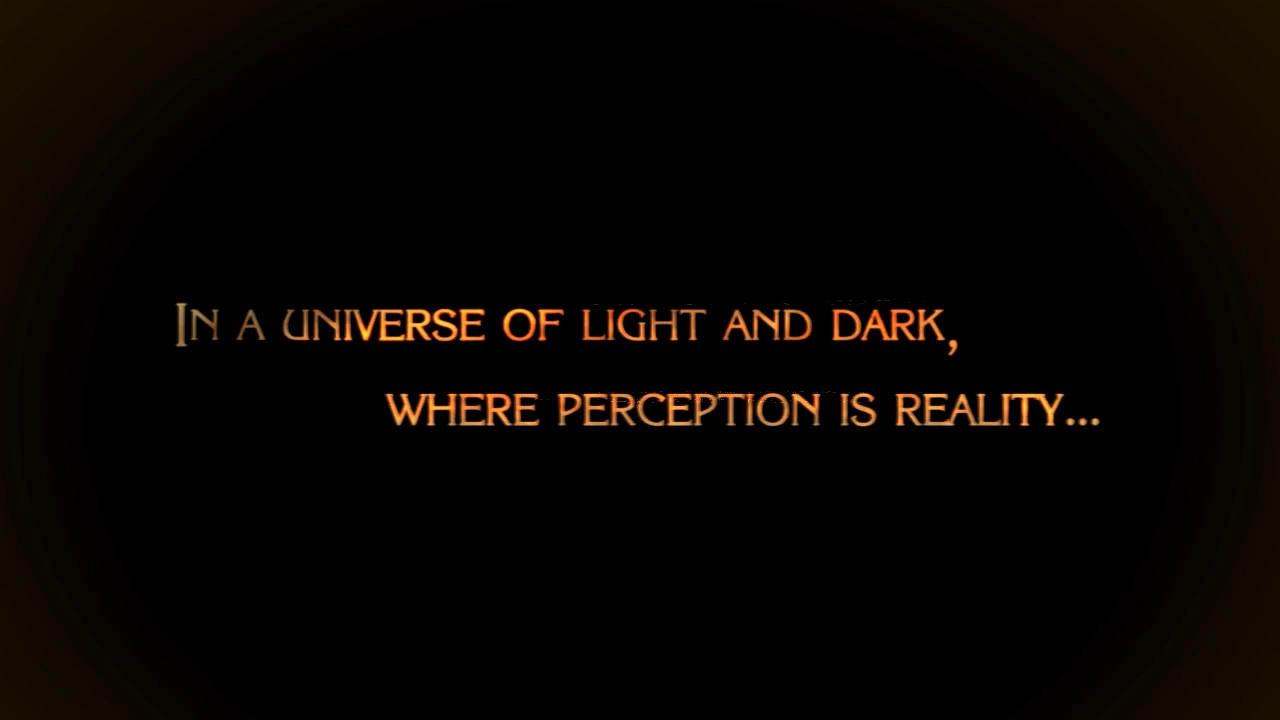 In a universe of light and dark,
where perception is reality...